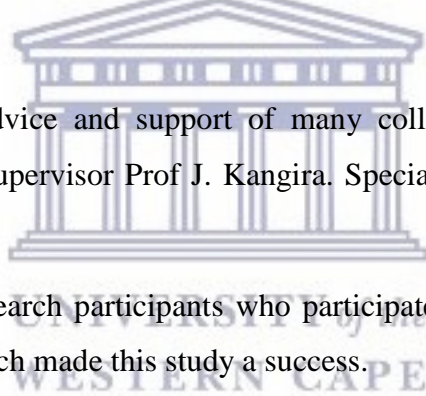 dvice and support of many coll
upervisor Prof J. Kangira. Specia
earch participants who participate
UNIVERSITY of the
ch made this study a success.
WESTERN CAPE